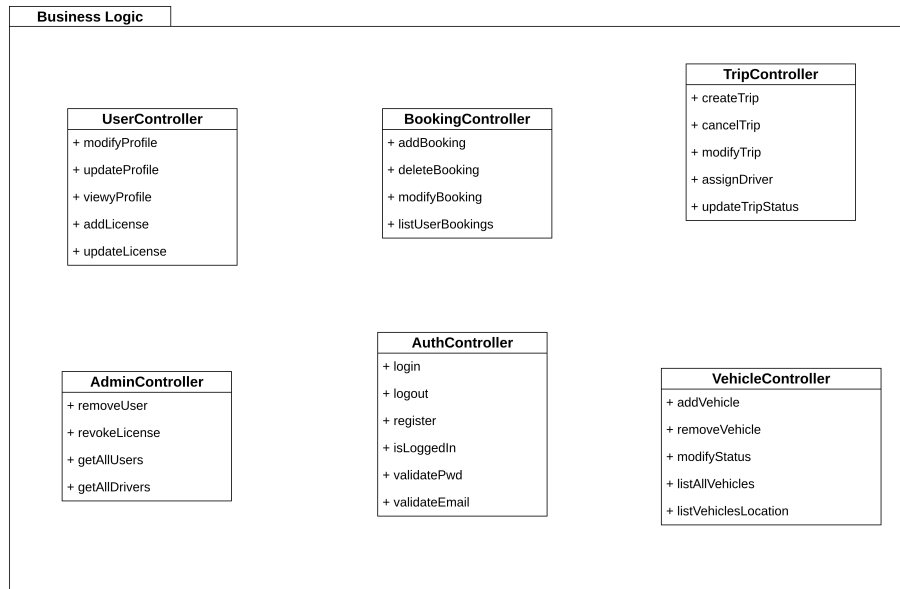 Business Logic
UserController
+ modifyProfile
+ updateProfile
+ viewyProfile
+ addLicense
+ updateLicense
BookingController
+ addBooking
+ deleteBooking
+ modifyBooking
+ listUserBookings
TripController
+ createTrip
+ cancelTrip
+ modifyTrip
+ assignDriver
+ updateTripStatus
AdminController
+ removeUser
+ revokeLicense
+ getAllUsers
+ getAllDrivers
AuthController
+ login
+ logout
+ register
+ isLoggedIn
+ validatePwd
+ validateEmail
VehicleController
+ addVehicle
+ removeVehicle
+ modifyStatus
+ listAllVehicles
+ listVehiclesLocation